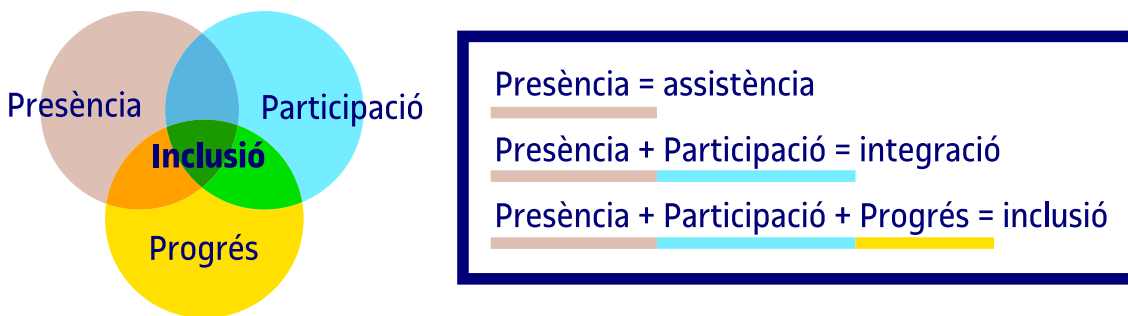 Presència
Participació
Inclusió
Progrés
Presència = assistència
Presència + Participació = integració
Presència + Participació + Progrés = inclusió